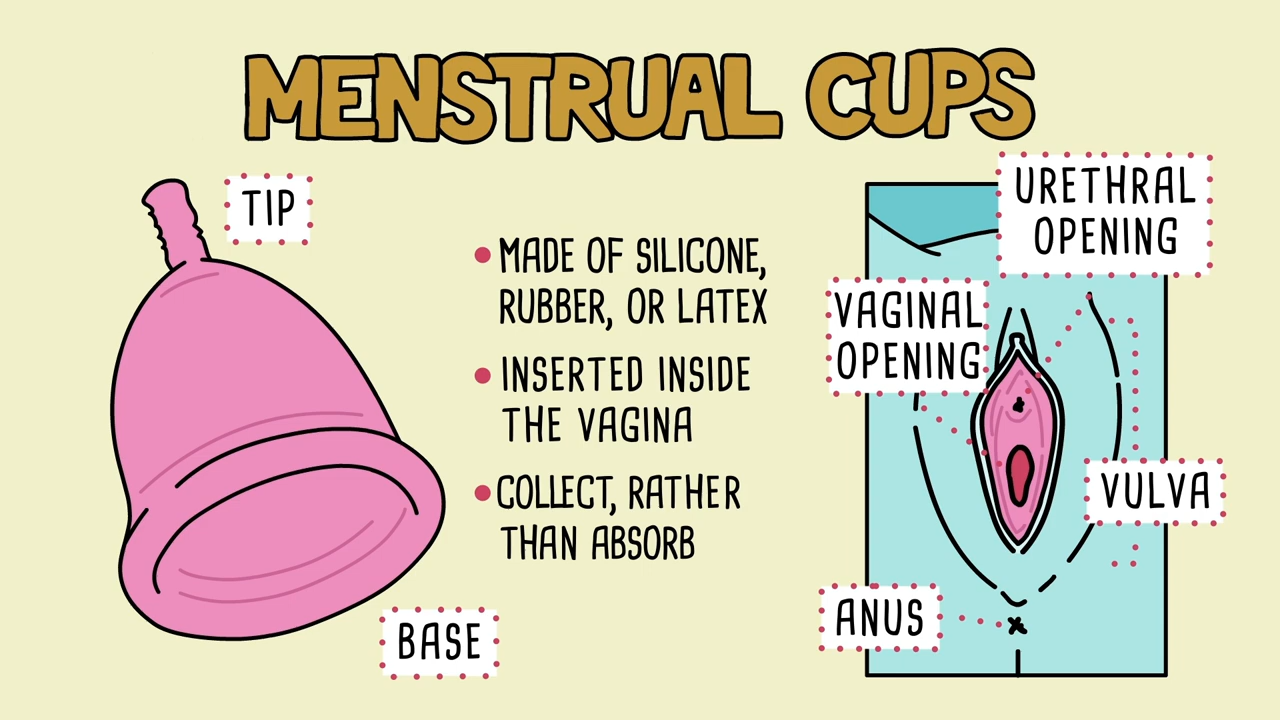 MENSTRUAL CUPS
TIP
MADE OF SILICONE,
RUBBER, OR LATEX
INSERTED INSIDE
THE VAGINA
COLLECT, RATHER
THAN ABSORB
BASE
URETHRAL
OPENING
VAGINAL
OPENING
VULVA
ANUS